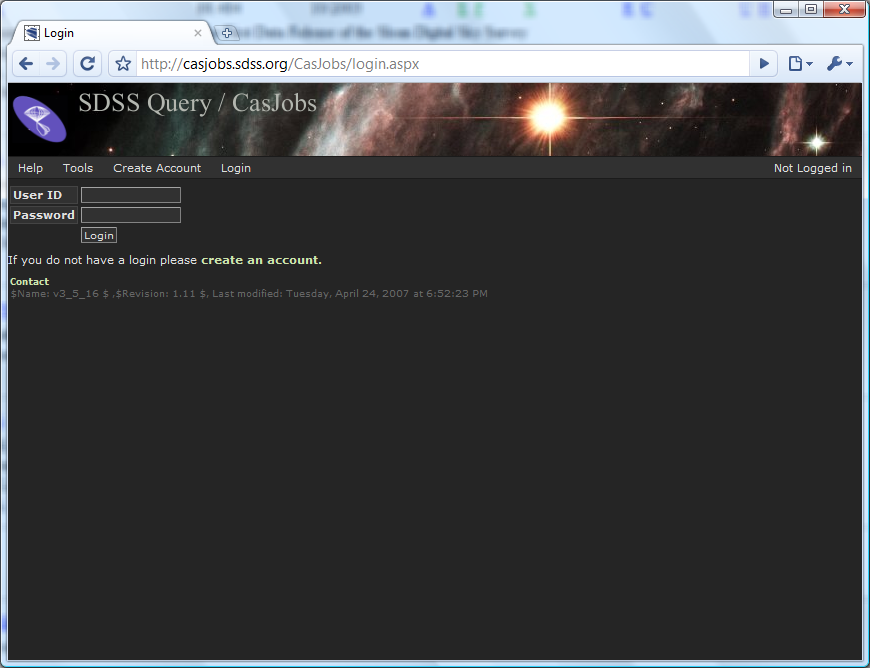 Login
http://casjobs.sdss.org/CasJobs/login.aspx
SDSS Query / CasJobs
Help Tools Create Account Login Not Logged in
User ID
Password
Login
If you do not have a login please create an account.
Contact
$Name: v3_5_16 $ ,$Revision: 1.11 $, Last modified: Tuesday, April 24, 2007 at 6:52:23 PM